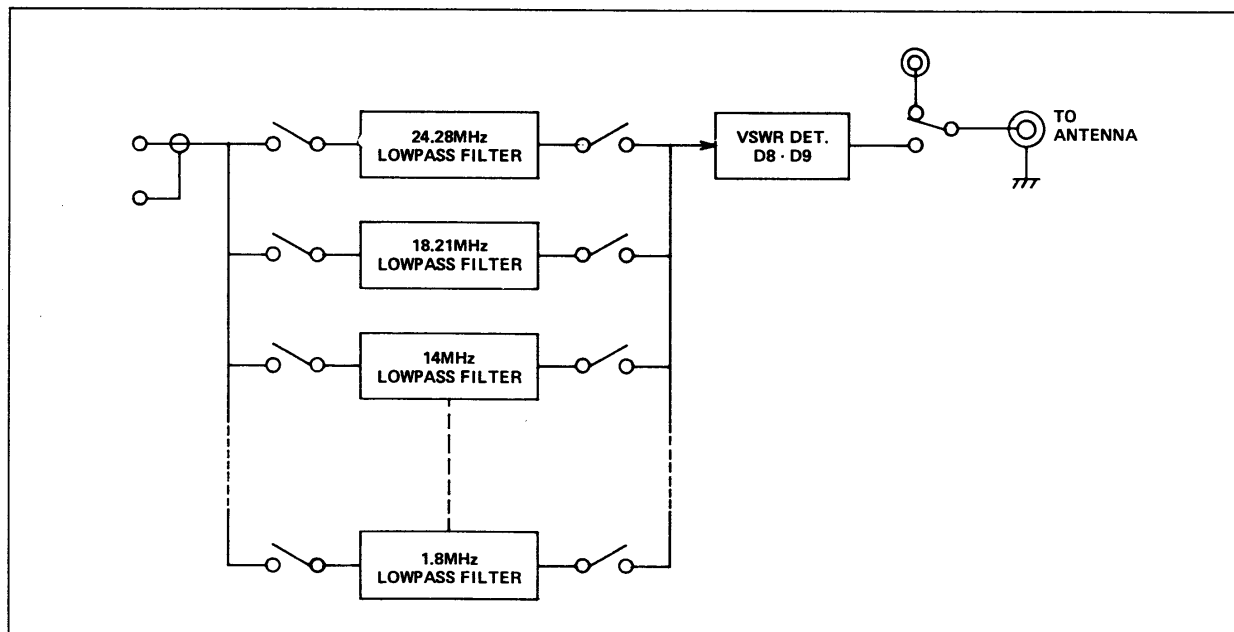 24.28MHz
LOWPASS FILTER
VSWR DET.
D8 · D9
TO
ANTENNA
18.21MHz
LOWPASS FILTER
14MHz
LOWPASS FILTER
1.8MHz
LOWPASS FILTER